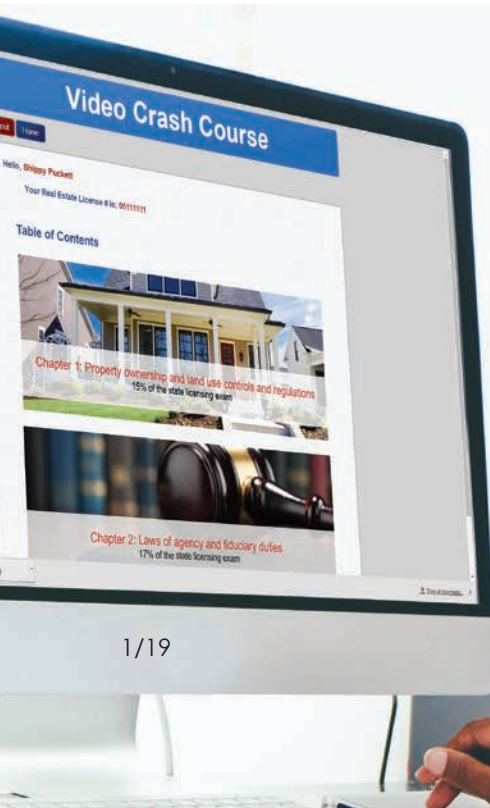 Video Crash Course
Home
Hello, Shippy Puckett
Your Real Estate License # is: 00111111
Table of Contents
Chapter 1: Property ownership and land use controls and regulations
15% of the state licensing exam
Chapter 2: Laws of agency and fiduciary duties
17% of the state licensing exam
1/19